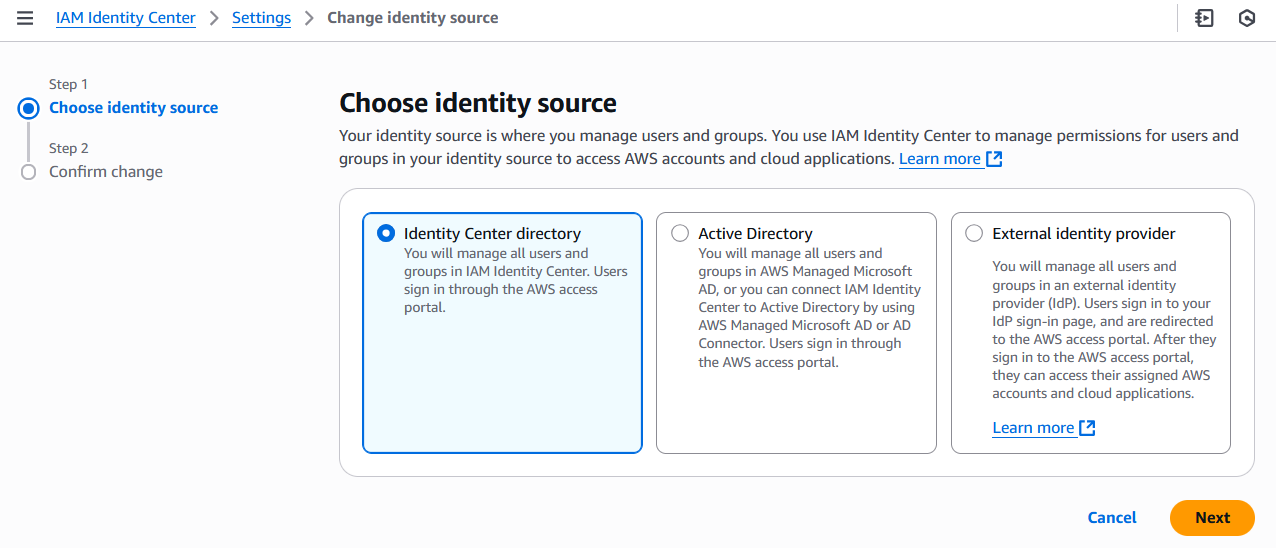 IAM Identity Center > Settings > Change identity source
Step 1
Choose identity source
Step 2
Confirm change
Choose identity source
Your identity source is where you manage users and groups. You use IAM Identity Center to manage permissions for users and
groups in your identity source to access AWS accounts and cloud applications. Learn more
Identity Center directory
You will manage all users and
groups in IAM Identity Center. Users
sign in through the AWS access
portal.
Active Directory
You will manage all users and
groups in AWS Managed Microsoft
AD, or you can connect IAM Identity
Center to Active Directory by using
AWS Managed Microsoft AD or AD
Connector. Users sign in through
the AWS access portal.
External identity provider
You will manage all users and
groups in an external identity
provider (IdP). Users sign in to your
IdP sign-in page, and are redirected
to the AWS access portal. After they
sign in to the AWS access portal,
they can access their assigned AWS
accounts and cloud applications.
Learn more
Cancel
Next